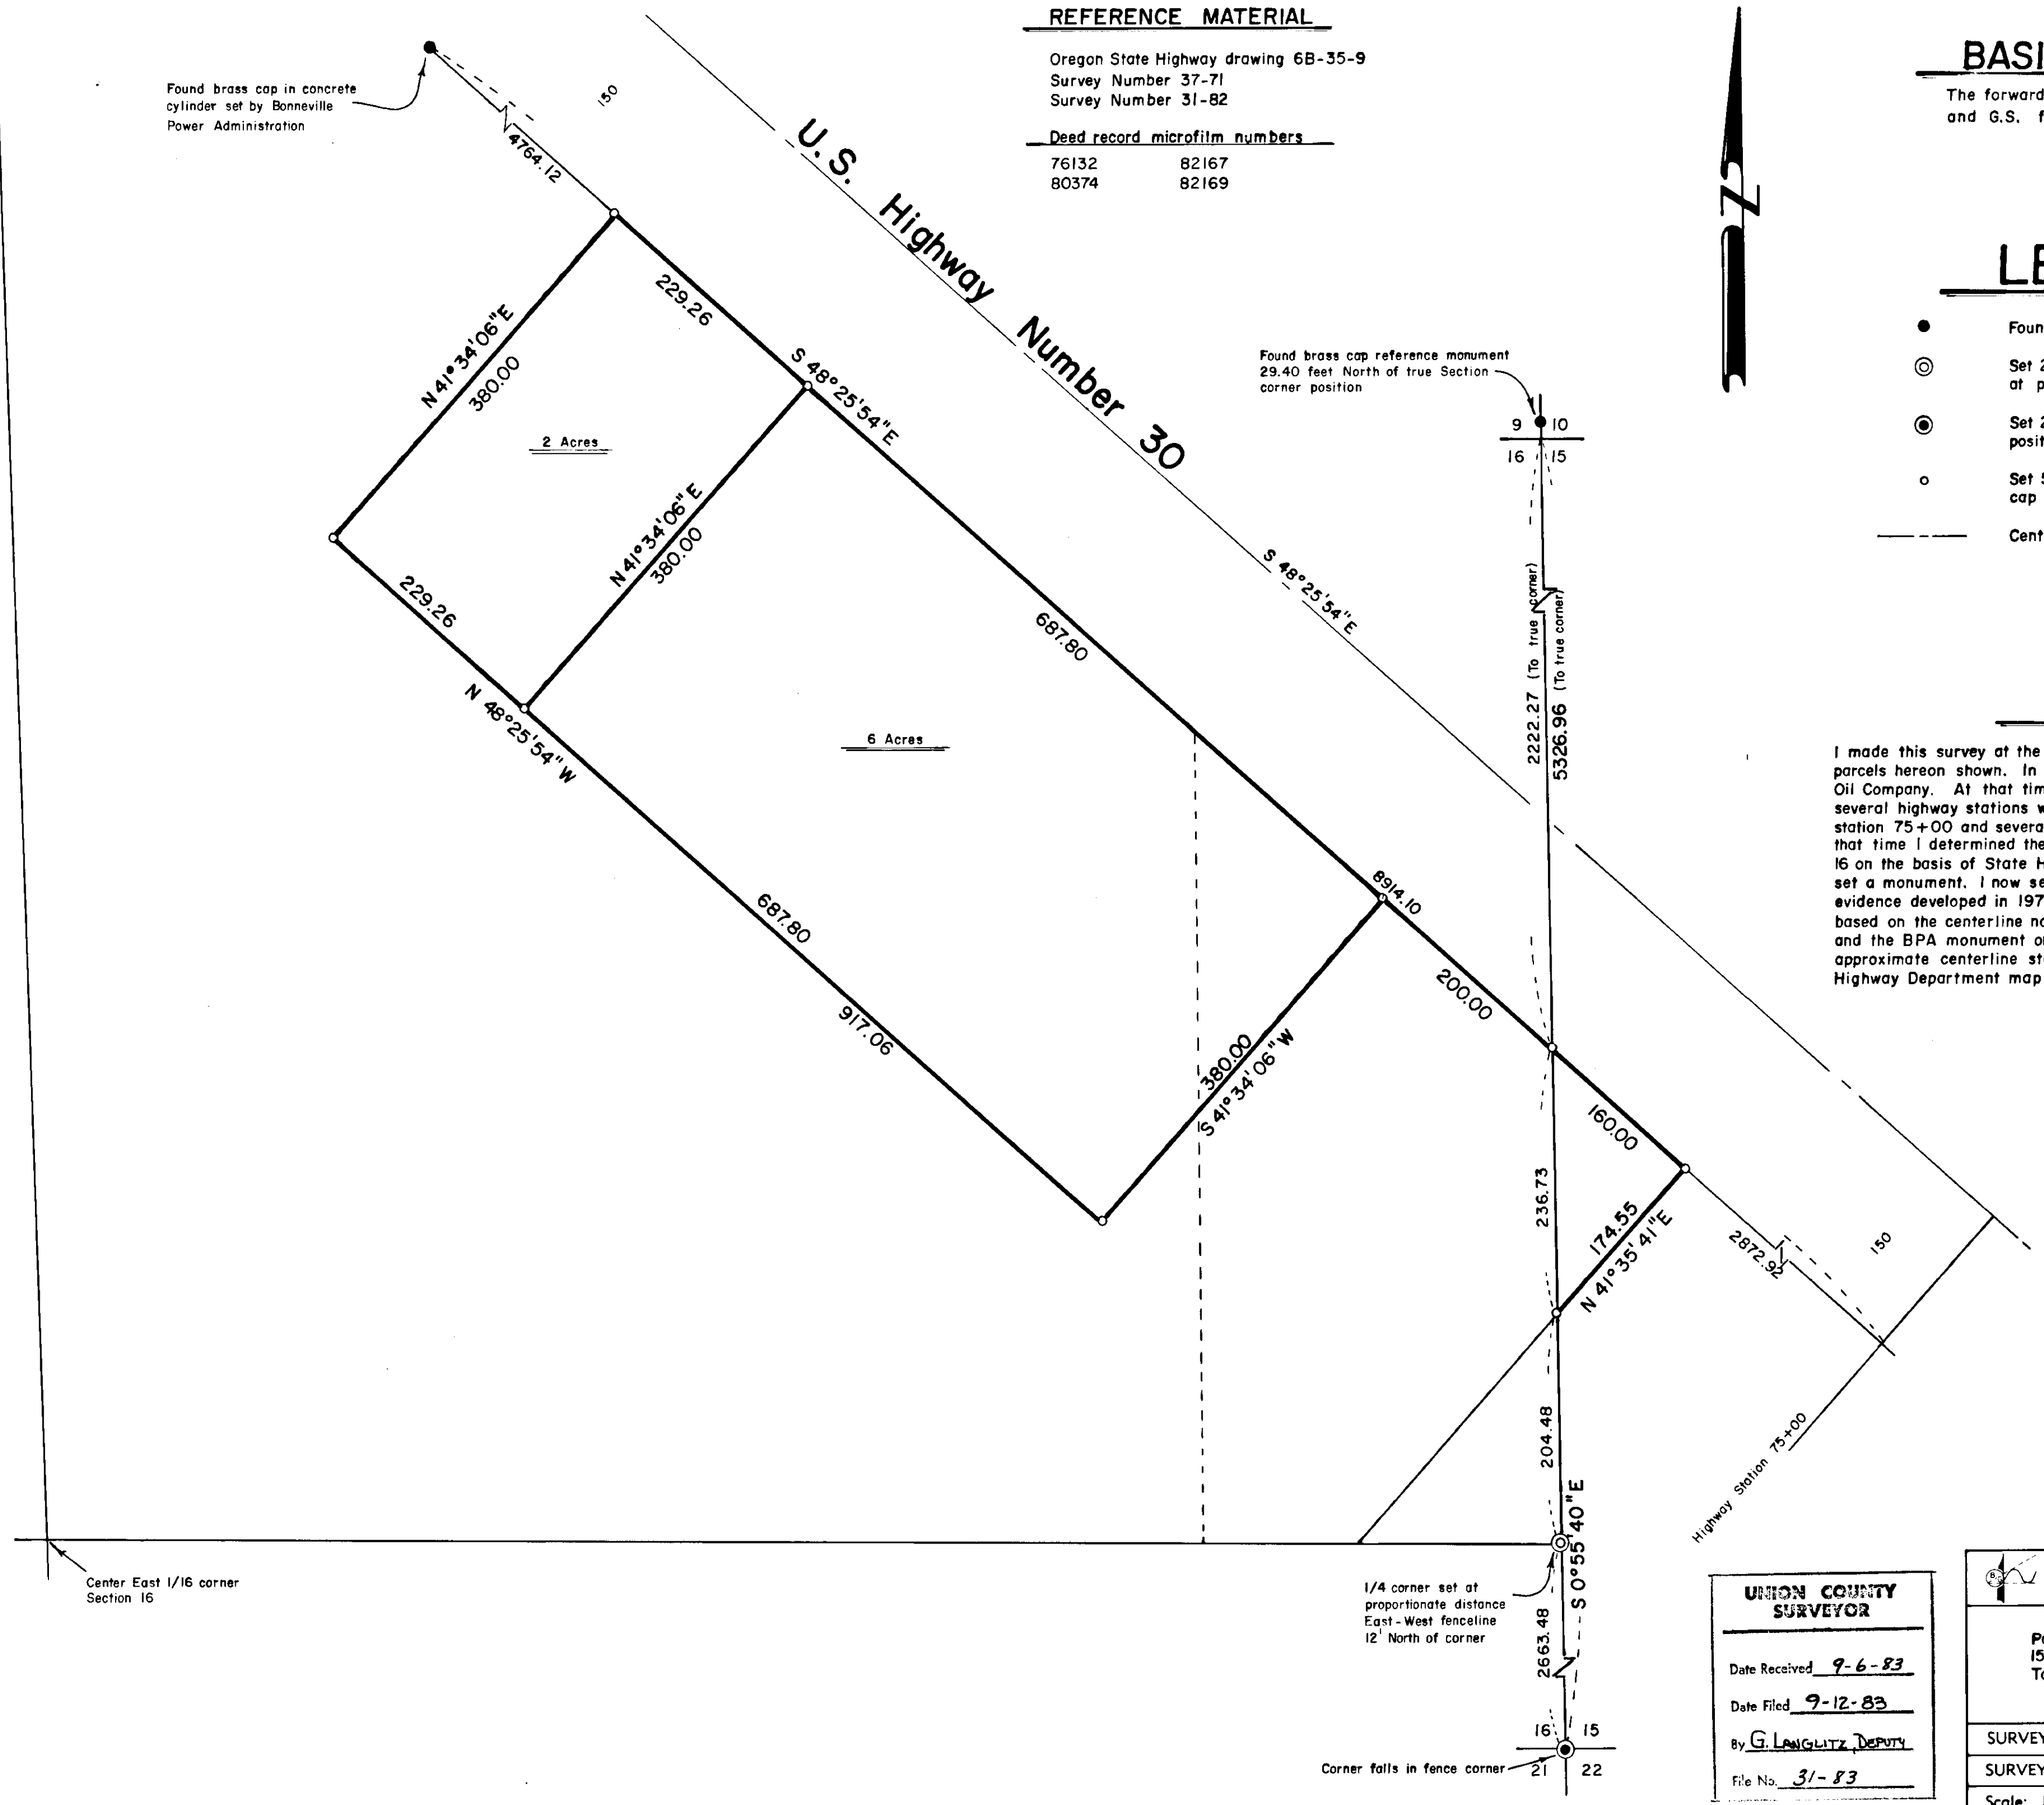 REFERENCE MATERIAL
Oregon State Highway drawing 6B-35-9
Survey Number 37-71
Survey Number 31-82
Deed record microfilm numbers
76132 82167
80374 82169
BASI
The forward
and G.S. f
N
LE
Foun
Set 2
at p
Set 2
posit
Set 5
cap
Cent
Found brass cap in concrete
cylinder set by Bonneville
Power Administration
4764.12
150
U.S. Highway Number 30
229.26
S 48°25'54"E
N 41°34'06"E
380.00
2 Acres
N 41°34'06"E
380.00
229.26
N 48°25'54"W
687.80
6 Acres
S 48°25'54"E
Found brass cap reference monument
29.40 feet North of true Section
corner position
9 10
16 15
2222.27 (To true corner)
5326.96 (To true corner)
I made this survey at the
parcels hereon shown. In
Oil Company. At that tim
several highway stations w
station 75+00 and severa
that time I determined the
16 on the basis of State H
set a monument. I now se
evidence developed in 197
based on the centerline no
and the BPA monument o
approximate centerline st
Highway Department map
687.80
917.06
8914.10
380.00
S 41°34'06"W
200.00
160.00
236.73
174.55
N 41°35'41"E
2872.92
150
Highway Station 75+00
204.48
S 0°55'40"E
Center East 1/16 corner
Section 16
1/4 corner set at
proportionate distance
East-West fenceline
12' North of corner
2663.48
16 15
21 22
Corner falls in fence corner
UNION COUNTY
SURVEYOR
Date Received 9-6-83
Date Filed 9-12-83
By G. LANGLITZ, DEPUTY
File No. 31-83
P
15
To
SURVEY
SURVEY
Scale: